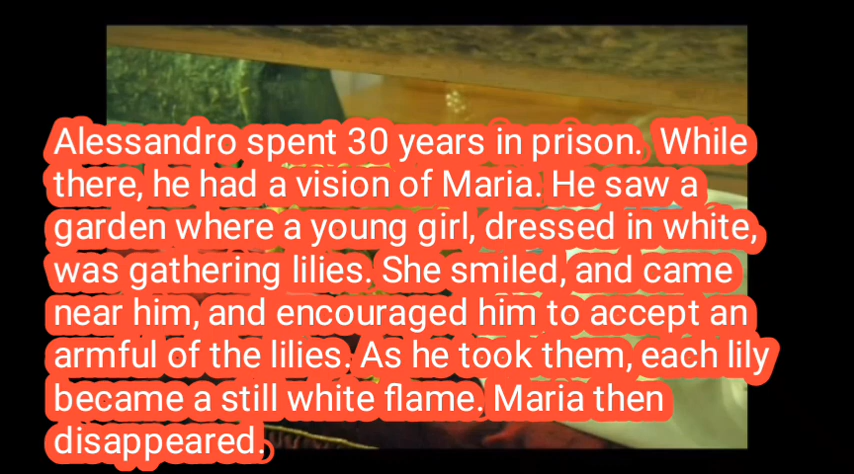 Alessandro spent 30 years in prison.  While
there, he had a vision of Maria. He saw a
garden where a young girl, dressed in white,
was gathering lilies. She smiled, and came
near him, and encouraged him to accept an
armful of the lilies. As he took them, each lily
became a still white flame. Maria then
disappeared.